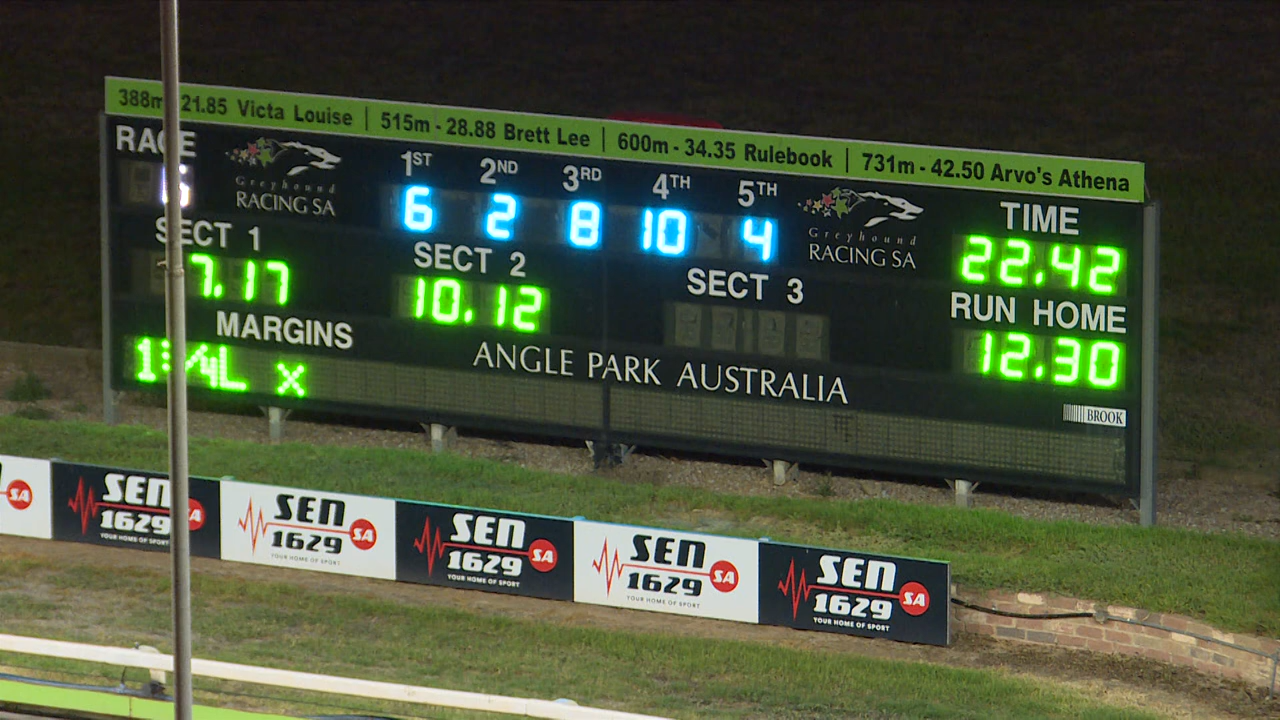 388m 21.85 Victa Louise | 515m - 28.88 Brett Lee | 600m - 34.35 Rulebook | 731m - 42.50 Arvo's Athena
RACE
Greyhound
RACING SA
1ST 2ND 3RD 4TH 5TH
6 2 8 10 4
Greyhound
RACING SA
TIME
22.42
SECT 1
7.17
SECT 2
10.12
SECT 3
RUN HOME
12.30
MARGINS
1 3/4L X
ANGLE PARK AUSTRALIA
BROOK
SA
SEN
1629
SA
YOUR HOME OF SPORT
SEN
1629
SA
YOUR HOME OF SPORT
SEN
1629
SA
YOUR HOME OF SPORT
SEN
1629
SA
YOUR HOME OF SPORT
SEN
1629
SA
YOUR HOME OF SPORT